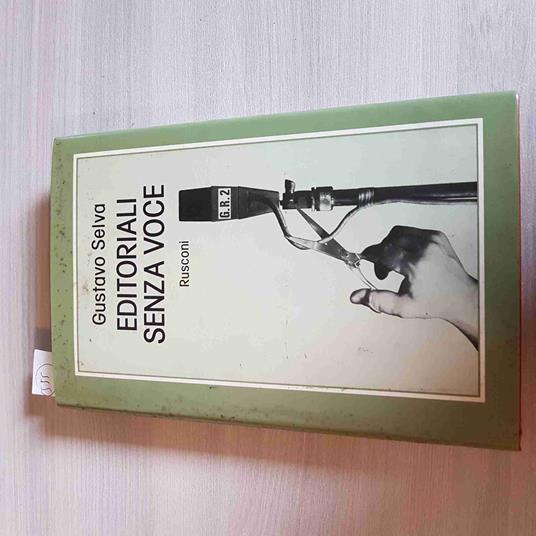 Gustavo Selva
EDITORIALI
SENZA VOCE
Rusconi
G.R.2